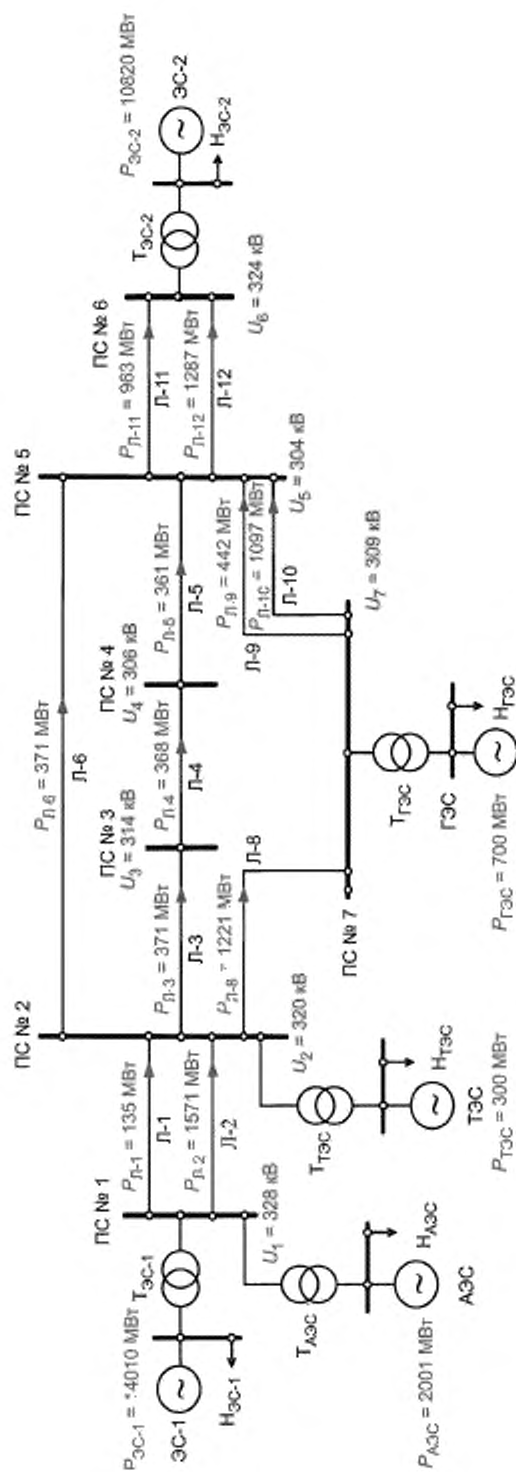 P_ЭС-1 = 14010 МВт
ЭС-1
Н_ЭС-1
Т_ЭС-1
ПС № 1
U_1 = 328 кВ
Т_АЭС
Н_АЭС
АЭС
P_АЭС = 2001 МВт
P_Л-1 = 135 МВт
Л-1
P_Л-2 = 1571 МВт
Л-2
ПС № 2
U_2 = 320 кВ
Т_ТЭС
Н_ТЭС
ТЭС
P_ТЭС = 300 МВт
P_Л-6 = 371 МВт
Л-6
P_Л-3 = 371 МВт
Л-3
P_Л-8 = 1221 МВт
Л-8
ПС № 3
U_3 = 314 кВ
P_Л-4 = 368 МВт
Л-4
ПС № 4
U_4 = 306 кВ
P_Л-5 = 361 МВт
Л-5
P_Л-9 = 442 МВт
Л-9
P_Л-10 = 1097 МВт
Л-10
ПС № 7
U_7 = 309 кВ
Т_ГЭС
ГЭС
Н_ГЭС
P_ГЭС = 700 МВт
ПС № 5
U_5 = 304 кВ
P_Л-11 = 963 МВт
Л-11
P_Л-12 = 1287 МВт
Л-12
ПС № 6
U_6 = 324 кВ
Т_ЭС-2
P_ЭС-2 = 10820 МВт
ЭС-2
Н_ЭС-2